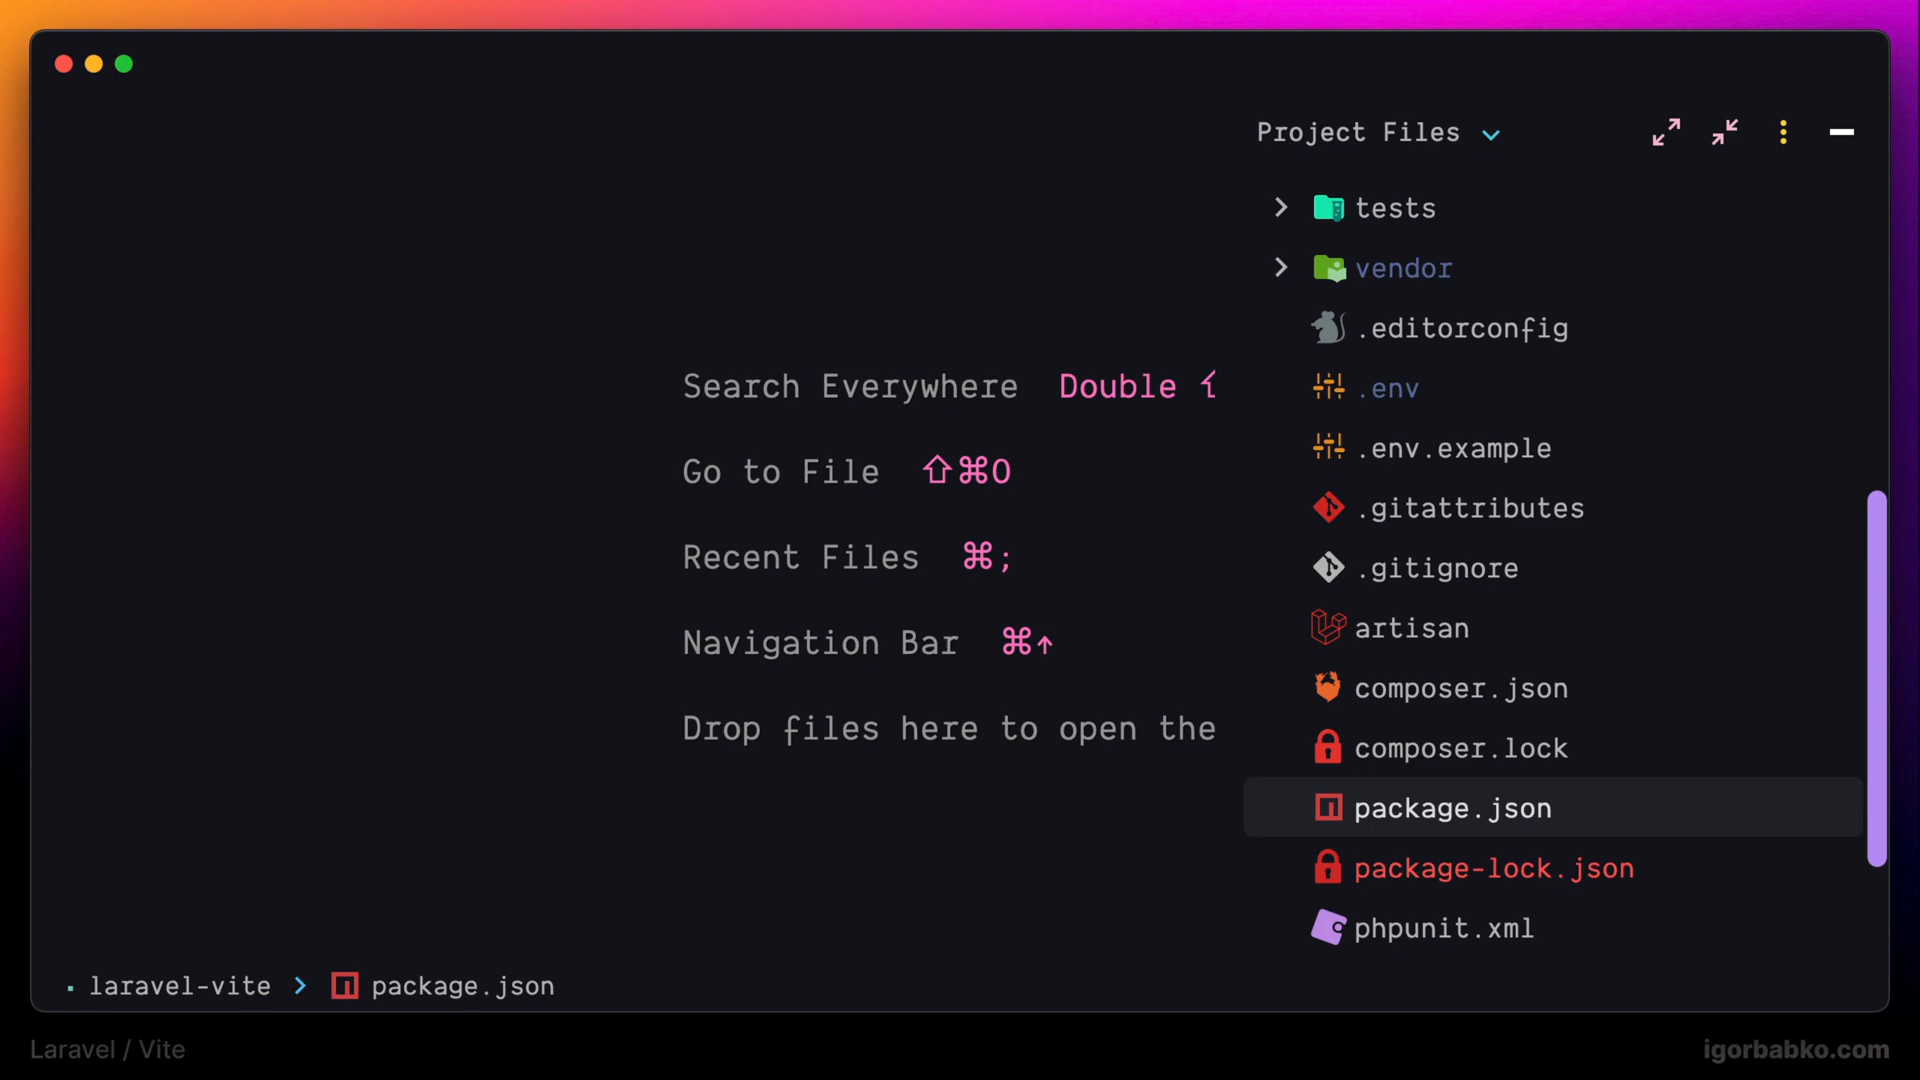 Project Files
tests
vendor
.editorconfig
.env
.env.example
.gitattributes
.gitignore
artisan
composer.json
composer.lock
package.json
package-lock.json
phpunit.xml
Search Everywhere Double
Go to File ⇧⌘O
Recent Files ⌘;
Navigation Bar ⌘↑
Drop files here to open the
laravel-vite > package.json
Laravel / Vite
igorbabko.com